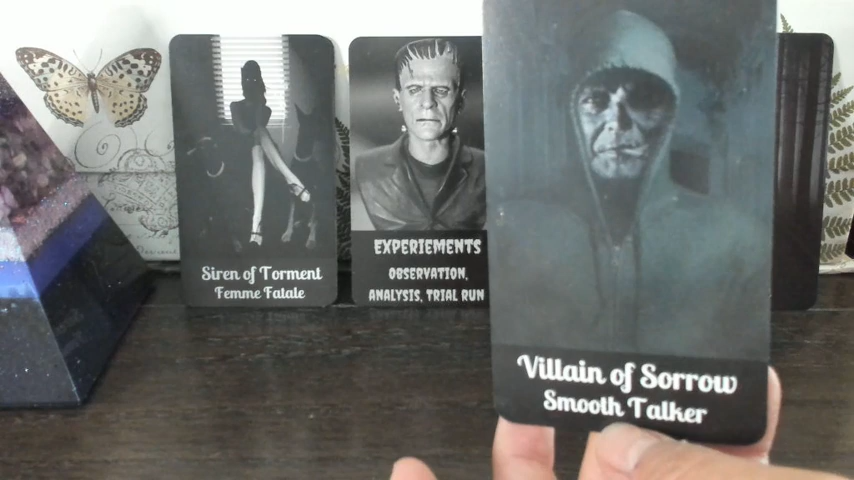 Siren of Torment
Femme Fatale
EXPERIEMENTS
OBSERVATION,
ANALYSIS, TRIAL RUN
Villain of Sorrow
Smooth Talker